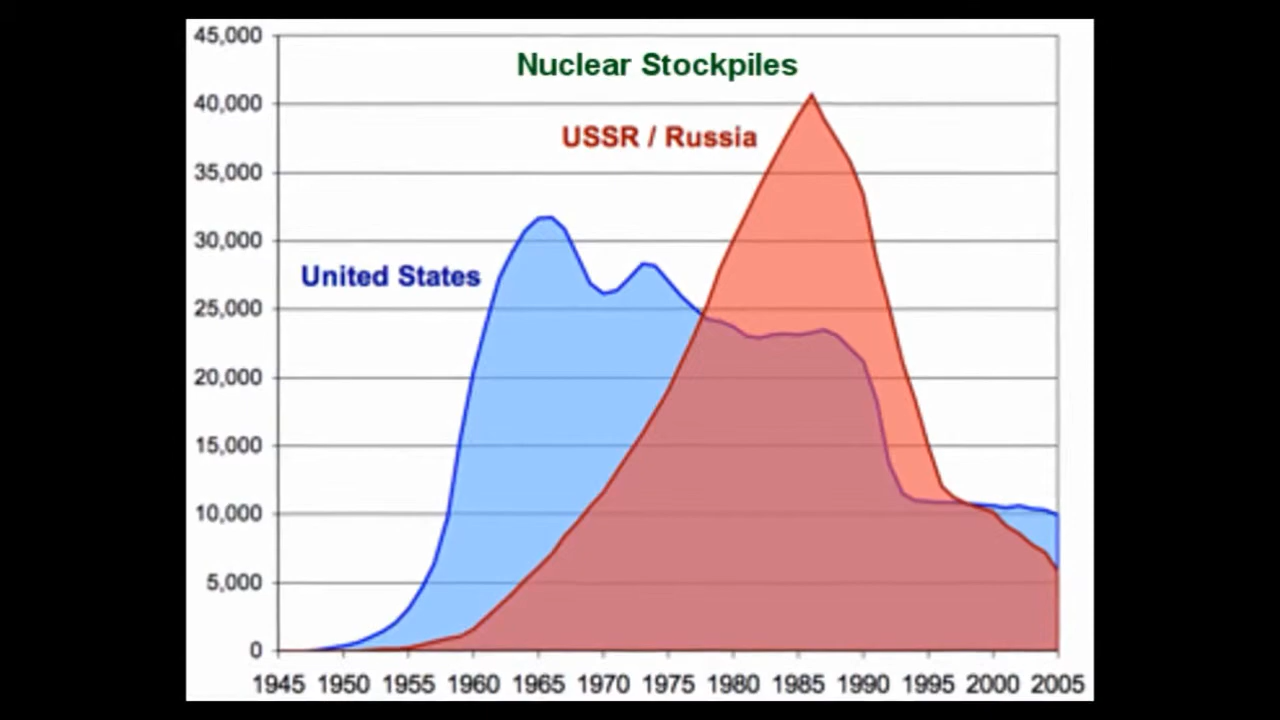 Nuclear Stockpiles
USSR / Russia
United States
45,000
40,000
35,000
30,000
25,000
20,000
15,000
10,000
5,000
0
1945 1950 1955 1960 1965 1970 1975 1980 1985 1990 1995 2000 2005